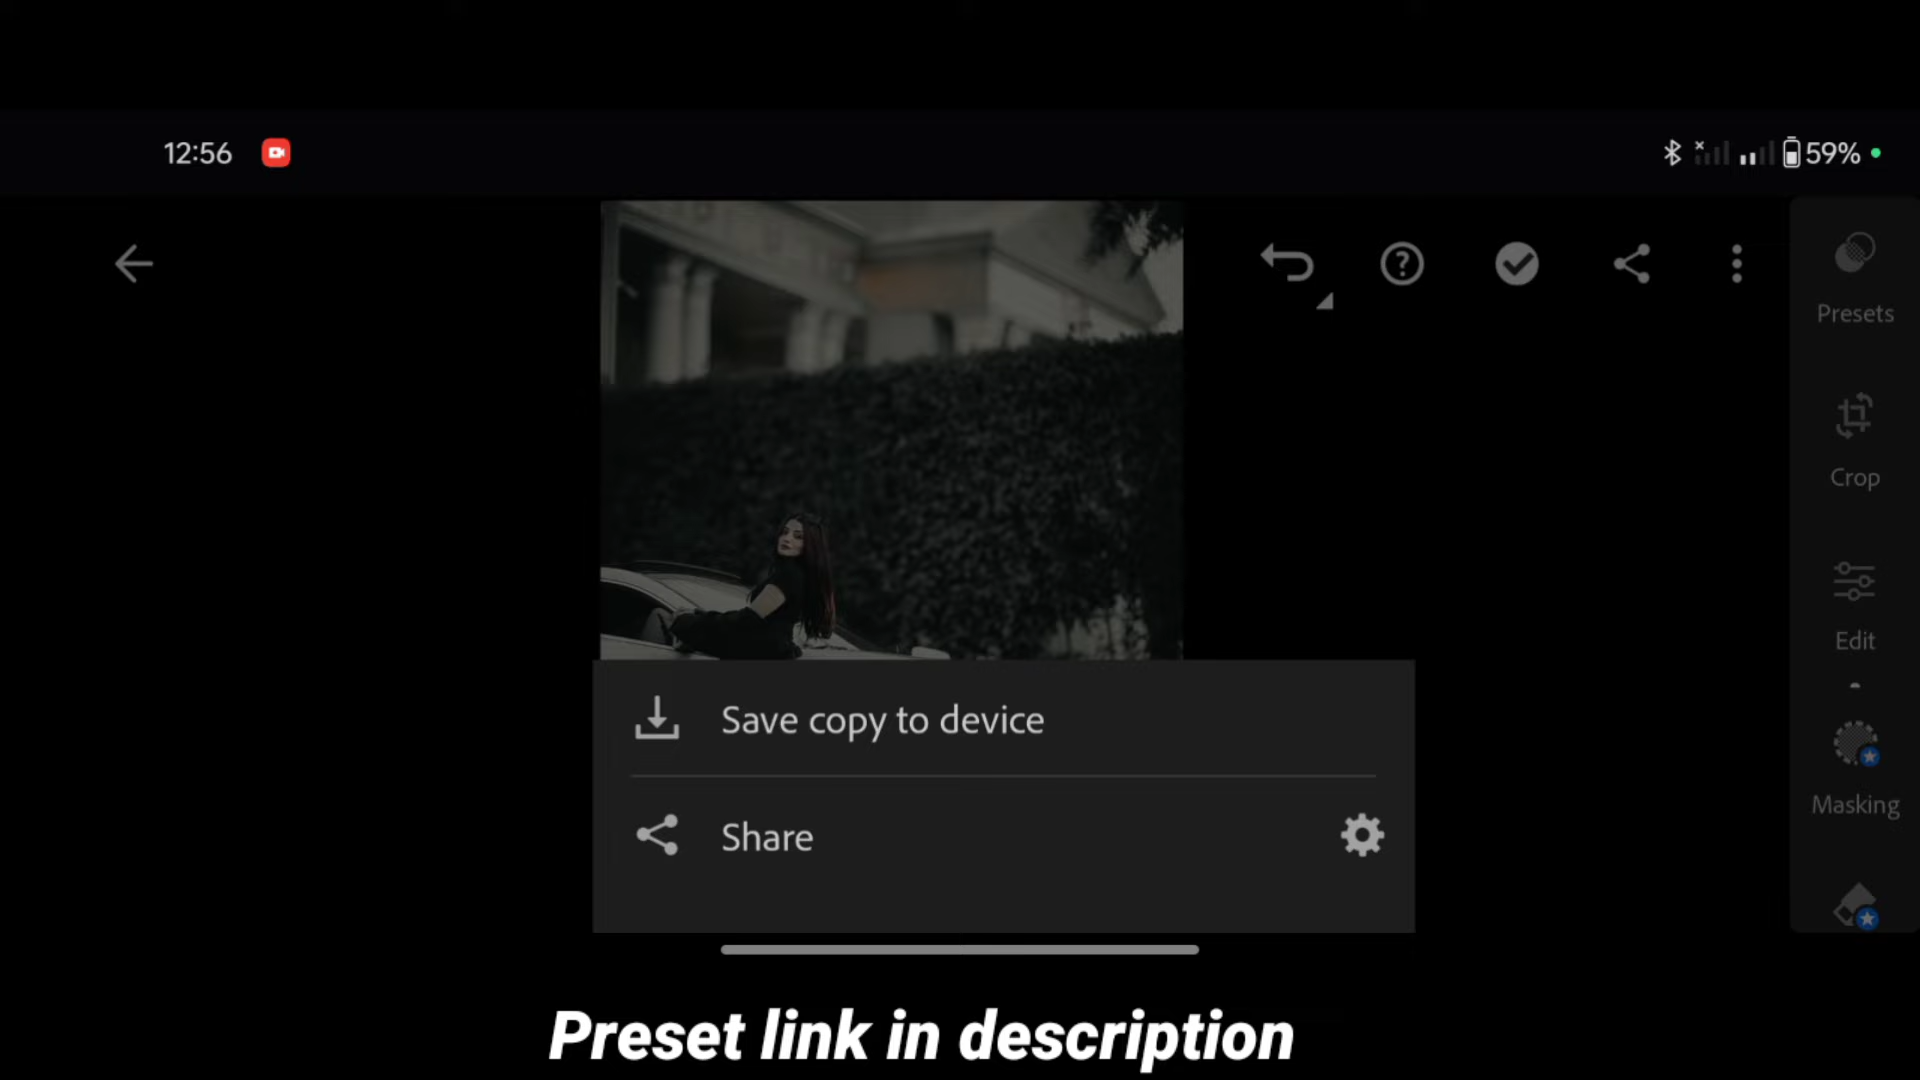 12:56
59%
Presets
Crop
Edit
Masking
Save copy to device
Share
Preset link in description